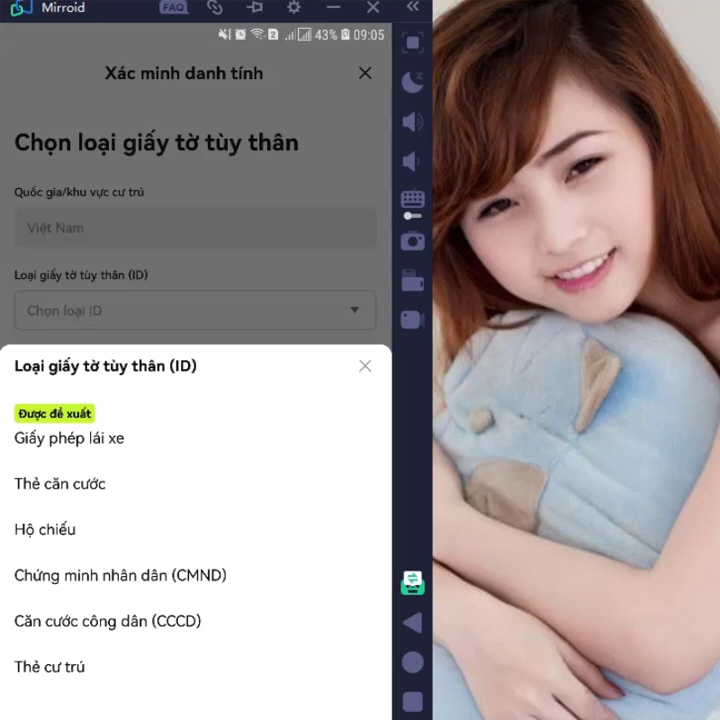 Mirroid
FAQ
43% 09:05
Xác minh danh tính
Chọn loại giấy tờ tùy thân
Quốc gia/khu vực cư trú
Việt Nam
Loại giấy tờ tùy thân (ID)
Chọn loại ID
Loại giấy tờ tùy thân (ID)
Được đề xuất
Giấy phép lái xe
Thẻ căn cước
Hộ chiếu
Chứng minh nhân dân (CMND)
Căn cước công dân (CCCD)
Thẻ cư trú